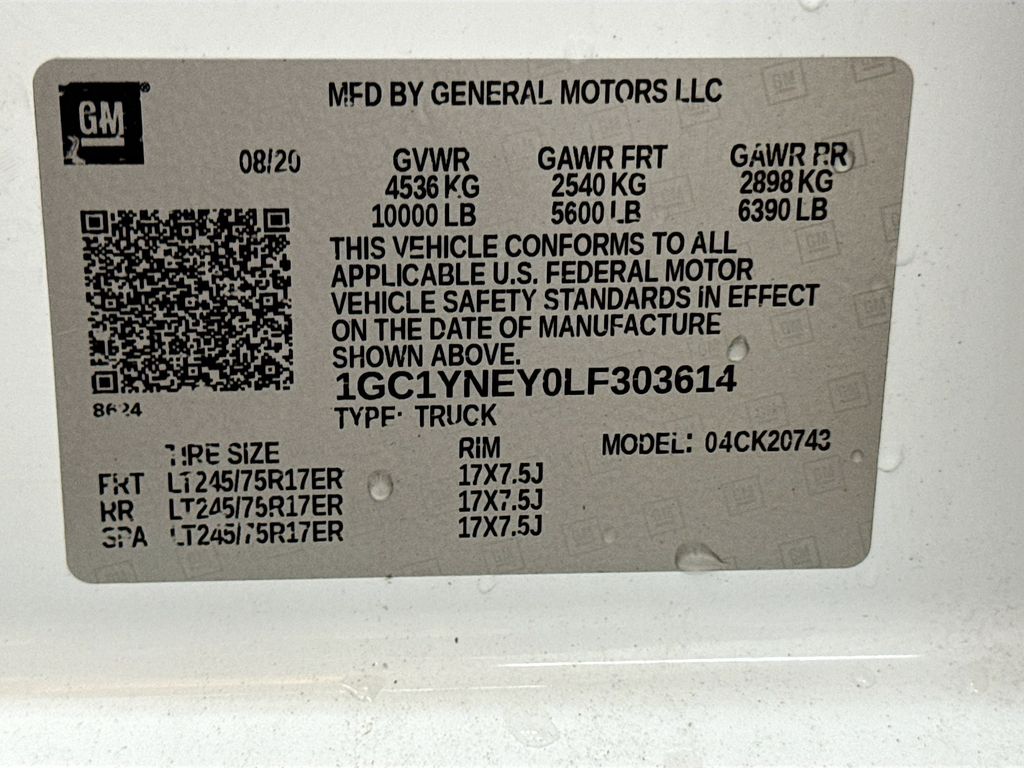 GM
MFD BY GENERAL MOTORS LLC
08/20 GVWR GAWR FRT GAWR RR
4536 KG 2540 KG 2898 KG
10000 LB 5600 LB 6390 LB
THIS VEHICLE CONFORMS TO ALL
APPLICABLE U.S. FEDERAL MOTOR
VEHICLE SAFETY STANDARDS IN EFFECT
ON THE DATE OF MANUFACTURE
SHOWN ABOVE.
1GC1YNEY0LF303614
8624
TYPE: TRUCK
TIRE SIZE RIM MODEL: 04CK20743
FRT LT245/75R17ER 17X7.5J
RR LT245/75R17ER 17X7.5J
SPA LT245/75R17ER 17X7.5J